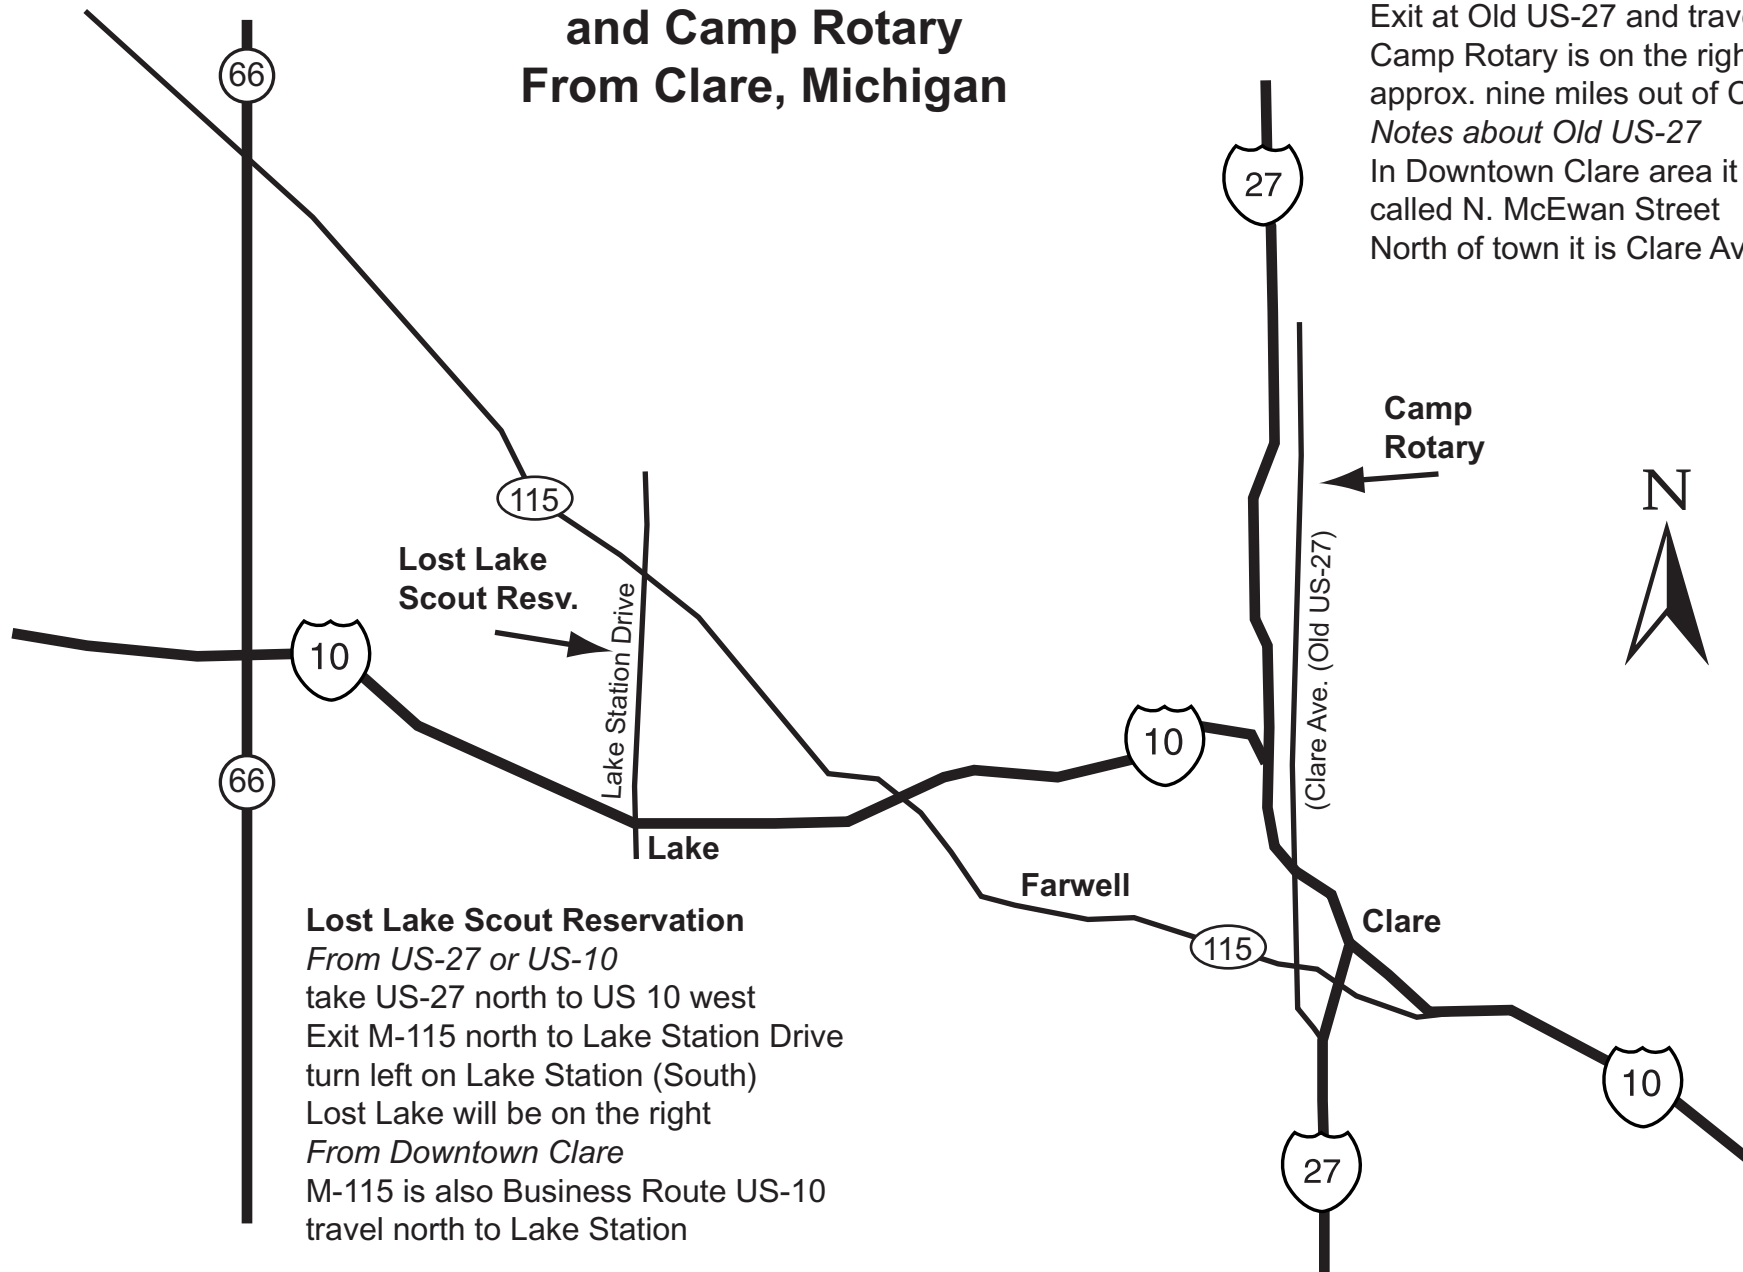 and Camp Rotary
From Clare, Michigan
Exit at Old US-27 and
Camp Rotary is on the
approx. nine miles out of
Notes about Old US-27
In Downtown Clare area it
called N. McEwan Street
North of town it is Clare
66
27
Camp
Rotary
N
115
Lost Lake
Scout Resv.
Lake Station Drive
(Clare Ave. (Old US-27)
10
10
66
Lake
Farwell
115
Clare
10
27
Lost Lake Scout Reservation
From US-27 or US-10
take US-27 north to US 10 west
Exit M-115 north to Lake Station Drive
turn left on Lake Station (South)
Lost Lake will be on the right
From Downtown Clare
M-115 is also Business Route US-10
travel north to Lake Station